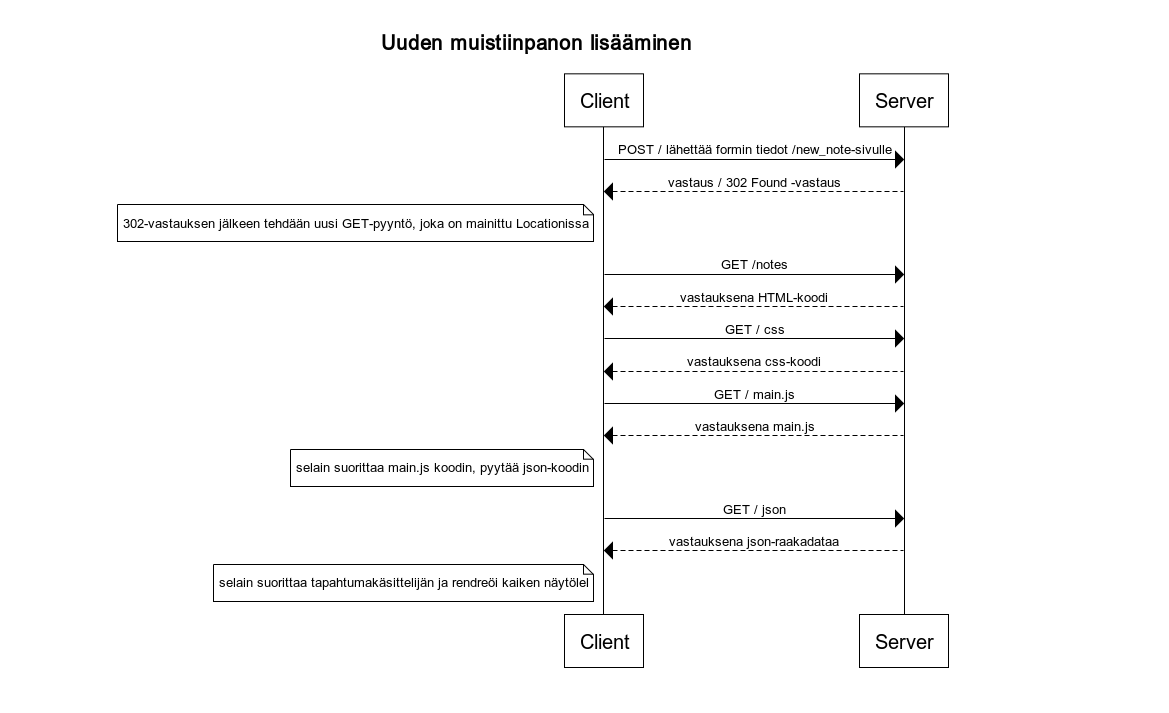 Uuden muistiinpanon lisääminen
Client
Server
POST / lähettää formin tiedot /new_note-sivulle
vastaus / 302 Found -vastaus
302-vastauksen jälkeen tehdään uusi GET-pyyntö, joka on mainittu Locationissa
GET /notes
vastauksena HTML-koodi
GET / css
vastauksena css-koodi
GET / main.js
vastauksena main.js
selain suorittaa main.js koodin, pyytää json-koodin
GET / json
vastauksena json-raakadataa
selain suorittaa tapahtumakäsittelijän ja rendreöi kaiken näytölel
Client
Server